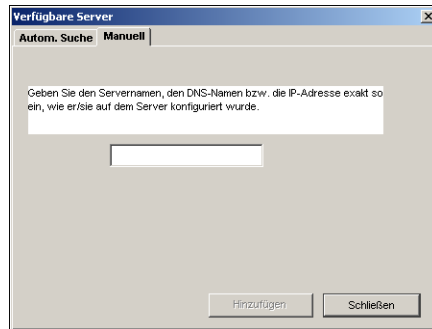 Verfügbare Server
Autom. Suche Manuell
Geben Sie den Servernamen, den DNS-Namen bzw. die IP-Adresse exakt so
ein, wie er/sie auf dem Server konfiguriert wurde.
Hinzufügen Schließen